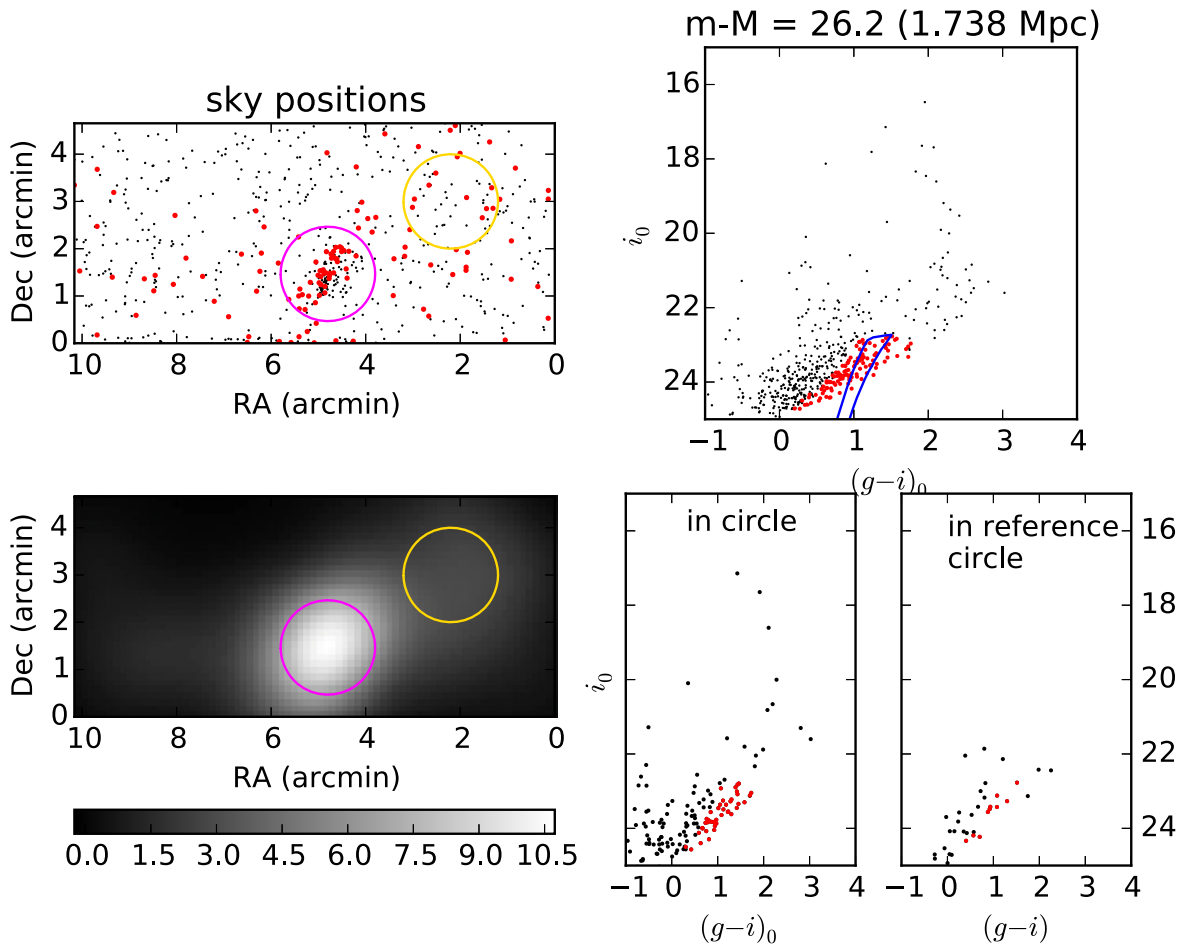 m-M = 26.2 (1.738 Mpc)
sky positions
Dec (arcmin)
4
3
2
1
0
10 8 6 4 2 0
RA (arcmin)
i₀
16
18
20
22
24
−1 0 1 2 3 4
(g−i)₀
Dec (arcmin)
4
3
2
1
0
10 8 6 4 2 0
RA (arcmin)
0.0 1.5 3.0 4.5 6.0 7.5 9.0 10.5
in circle
i₀
−1 0 1 2 3 4
(g−i)₀
in reference
circle
16
18
20
22
24
−1 0 1 2 3 4
(g−i)